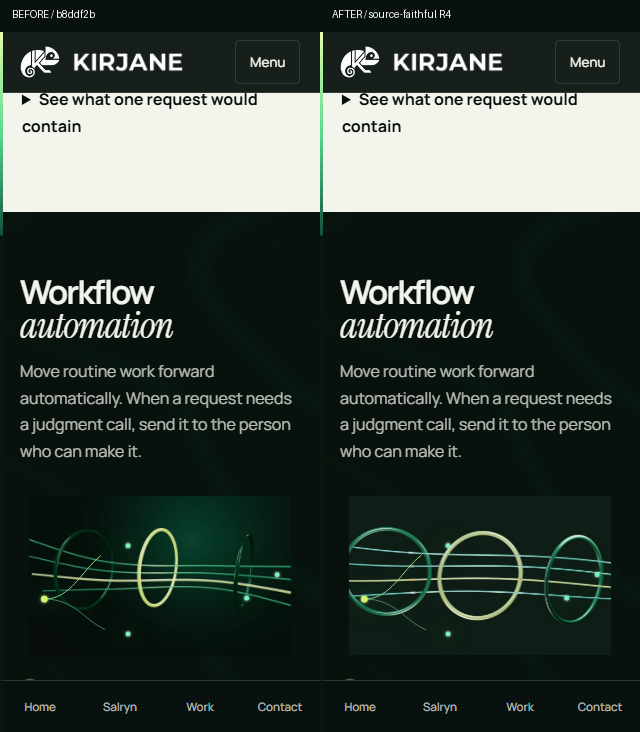 BEFORE / b8ddf2b
KIRJANE
Menu
▶ See what one request would
contain
Workflow
automation
Move routine work forward
automatically. When a request needs
a judgment call, send it to the person
who can make it.
Home
Salryn
Work
Contact
AFTER / source-faithful R4
KIRJANE
Menu
▶ See what one request would
contain
Workflow
automation
Move routine work forward
automatically. When a request needs
a judgment call, send it to the person
who can make it.
Home
Salryn
Work
Contact